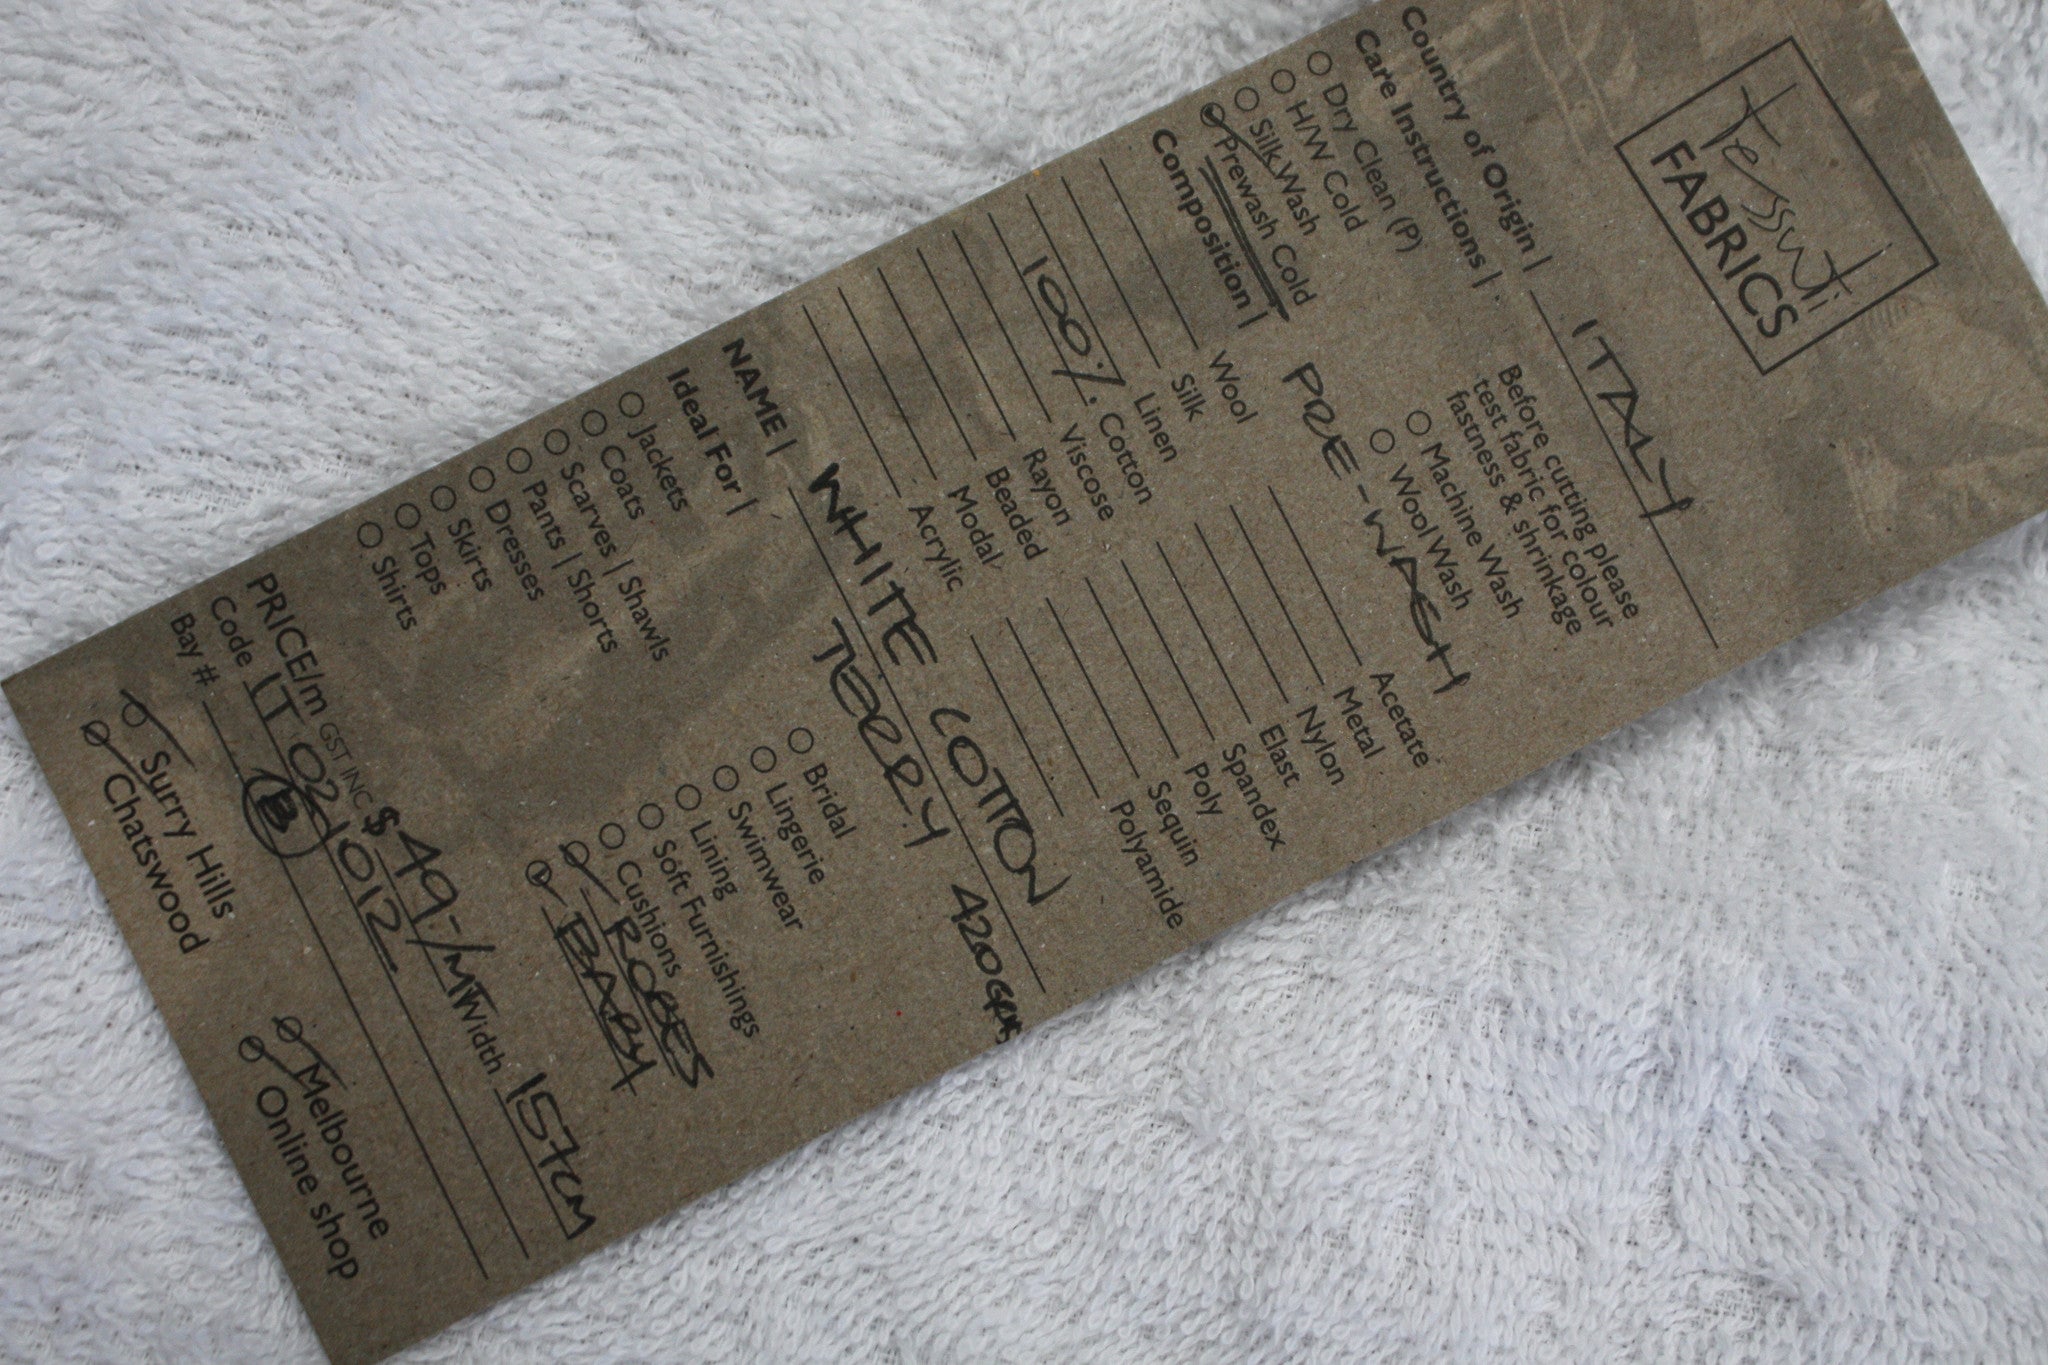 Tessuti
FABRICS
Country of Origin | ITALY
Care Instructions |
Before cutting please
test fabric for colour
fastness & shrinkage
Dry Clean (P)
H/W Cold
Machine Wash
Silk Wash
Wool Wash
Prewash Cold PRE-WASH
Composition |
Wool Acetate
Silk Metal
Linen Nylon
100% Cotton Elast
Viscose Spandex
Rayon Poly
Beaded Sequin
Modal Polyamide
Acrylic
NAME | WHITE COTTON
TERRY 420GMS
Ideal For |
Jackets Bridal
Coats Lingerie
Scarves | Shawls Swimwear
Pants | Shorts Lining
Dresses Soft Furnishings
Skirts Cushions
Tops ROBES
Shirts BABY
PRICE/m GST INC $49-/M Width 157cm
Code IT 021012
Bay # B
Surry Hills Melbourne
Chatswood Online shop